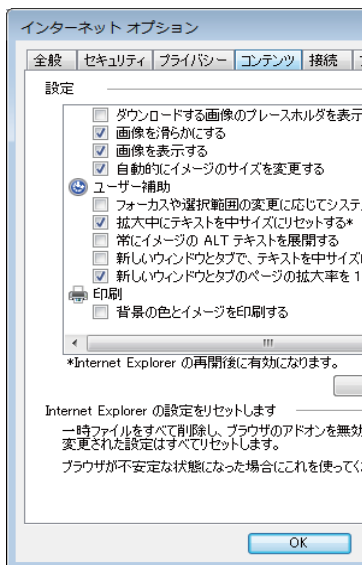 インターネット オプション
全般 セキュリティ プライバシー コンテンツ 接続
設定
ダウンロードする画像のプレースホルダを表示
画像を滑らかにする
画像を表示する
自動的にイメージのサイズを変更する
ユーザー補助
フォーカスや選択範囲の変更に応じてシステ
拡大中にテキストを中サイズにリセットする*
常にイメージの ALT テキストを展開する
新しいウィンドウとタブで、テキストを中サイズ
新しいウィンドウとタブのページの拡大率を 1
印刷
背景の色とイメージを印刷する
*Internet Explorer の再開後に有効になります。
Internet Explorer の設定をリセットします
一時ファイルをすべて削除し、ブラウザのアドオンを無効
変更された設定はすべてリセットします。
ブラウザが不安定な状態になった場合にこれを使ってく
OK